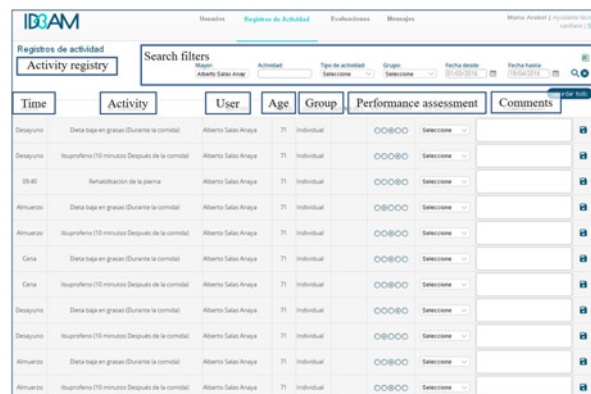 IDEAM
Usuarios Registros de Actividad Evaluaciones Mensajes
María Anabel | Ayudante técnico
sanitario |
Registros de actividad
Activity registry
Search filters
Mayor: Actividad: Tipo de actividad: Grupo: Fecha desde: Fecha hasta:
Alberto Salas Anay Seleccione Seleccione 01/03/2016 18/04/2016
Time Activity User Age Group Performance assessment Comments
Desayuno Dieta baja en grasas (Durante la comida) Alberto Salas Anaya 71 Individual Seleccione
Desayuno Ibuprofeno (10 minutos Después de la comida) Alberto Salas Anaya 71 Individual Seleccione
09:40 Rehabilitación de la pierna Alberto Salas Anaya 71 Individual Seleccione
Almuerzo Dieta baja en grasas (Durante la comida) Alberto Salas Anaya 71 Individual Seleccione
Almuerzo Ibuprofeno (10 minutos Después de la comida) Alberto Salas Anaya 71 Individual Seleccione
Cena Dieta baja en grasas (Durante la comida) Alberto Salas Anaya 71 Individual Seleccione
Cena Ibuprofeno (10 minutos Después de la comida) Alberto Salas Anaya 71 Individual Seleccione
Desayuno Dieta baja en grasas (Durante la comida) Alberto Salas Anaya 71 Individual Seleccione
Desayuno Ibuprofeno (10 minutos Después de la comida) Alberto Salas Anaya 71 Individual Seleccione
Almuerzo Dieta baja en grasas (Durante la comida) Alberto Salas Anaya 71 Individual Seleccione
Almuerzo Ibuprofeno (10 minutos Después de la comida) Alberto Salas Anaya 71 Individual Seleccione